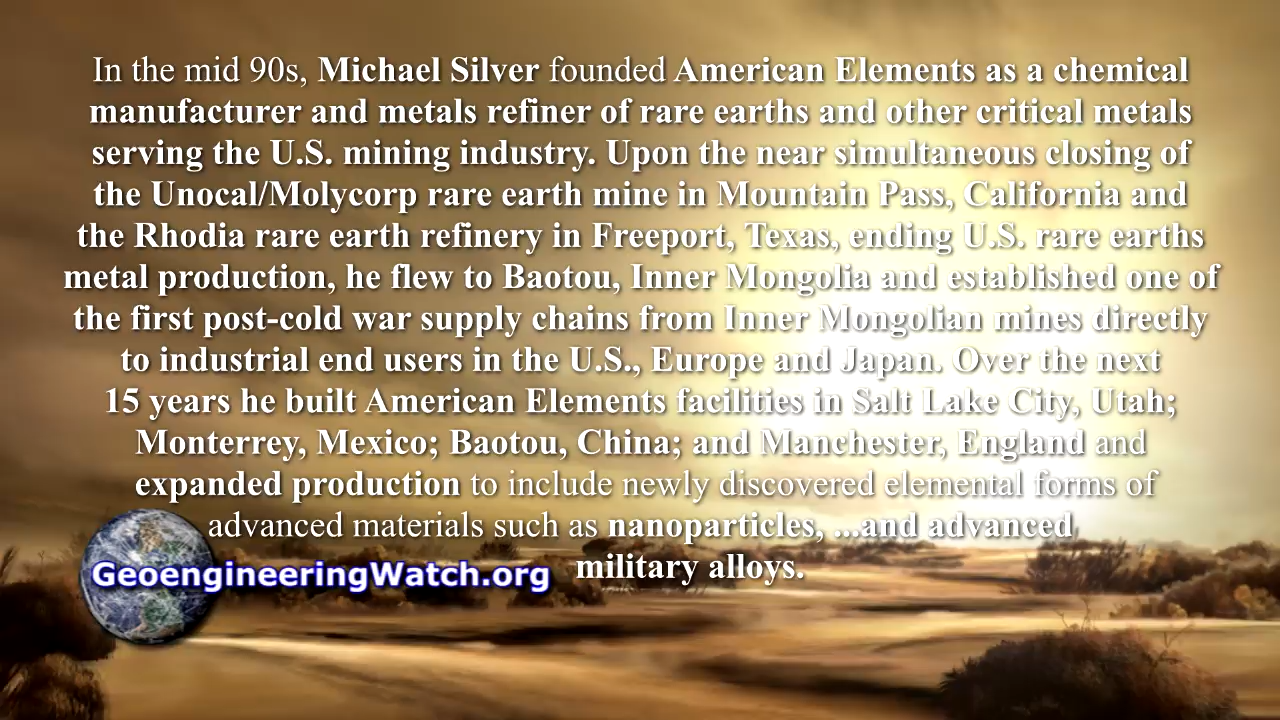 In the mid 90s, Michael Silver founded American Elements as a chemical
manufacturer and metals refiner of rare earths and other critical metals
serving the U.S. mining industry. Upon the near simultaneous closing of
the Unocal/Molycorp rare earth mine in Mountain Pass, California and
the Rhodia rare earth refinery in Freeport, Texas, ending U.S. rare earths
metal production, he flew to Baotou, Inner Mongolia and established one of
the first post-cold war supply chains from Inner Mongolian mines directly
to industrial end users in the U.S., Europe and Japan. Over the next
15 years he built American Elements facilities in Salt Lake City, Utah;
Monterrey, Mexico; Baotou, China; and Manchester, England and
expanded production to include newly discovered elemental forms of
advanced materials such as nanoparticles, ...and advanced
military alloys.
GeoengineeringWatch.org